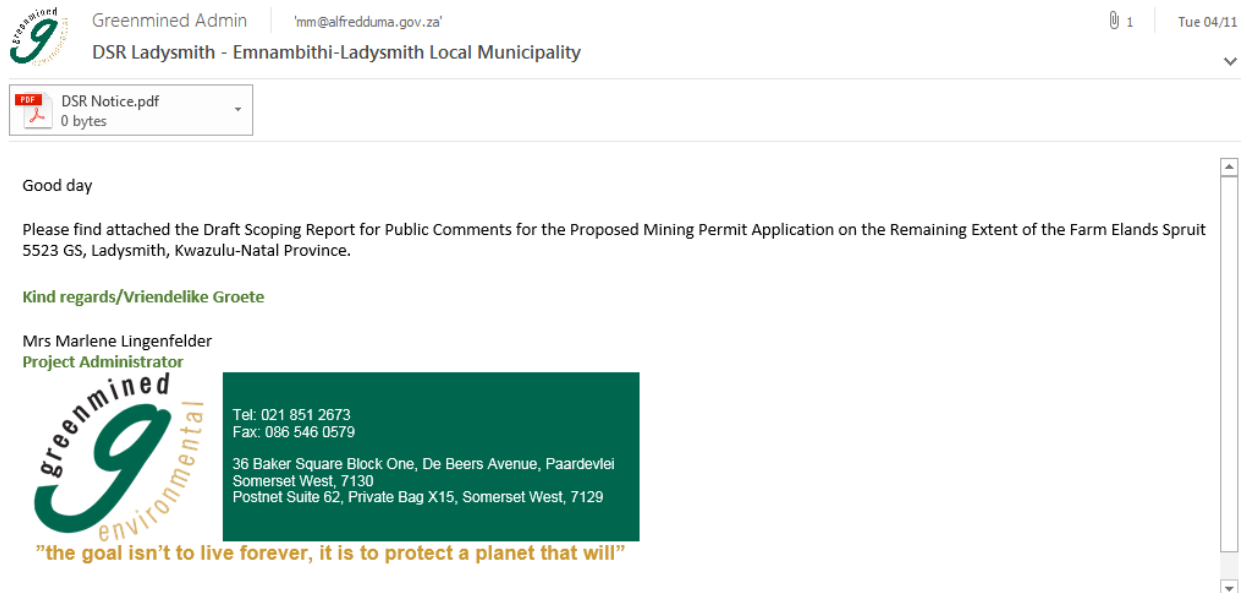 greenmined
g
environmental
Greenmined Admin 'mm@alfredduma.gov.za' 1 Tue 04/11
DSR Ladysmith - Emnambithi-Ladysmith Local Municipality
PDF
DSR Notice.pdf
0 bytes
Good day
Please find attached the Draft Scoping Report for Public Comments for the Proposed Mining Permit Application on the Remaining Extent of the Farm Elands Spruit
5523 GS, Ladysmith, Kwazulu-Natal Province.
Kind regards/Vriendelike Groete
Mrs Marlene Lingenfelder
Project Administrator
greenmined
g
environmental
Tel: 021 851 2673
Fax: 086 546 0579
36 Baker Square Block One, De Beers Avenue, Paardevlei
Somerset West, 7130
Postnet Suite 62, Private Bag X15, Somerset West, 7129
”the goal isn’t to live forever, it is to protect a planet that will”